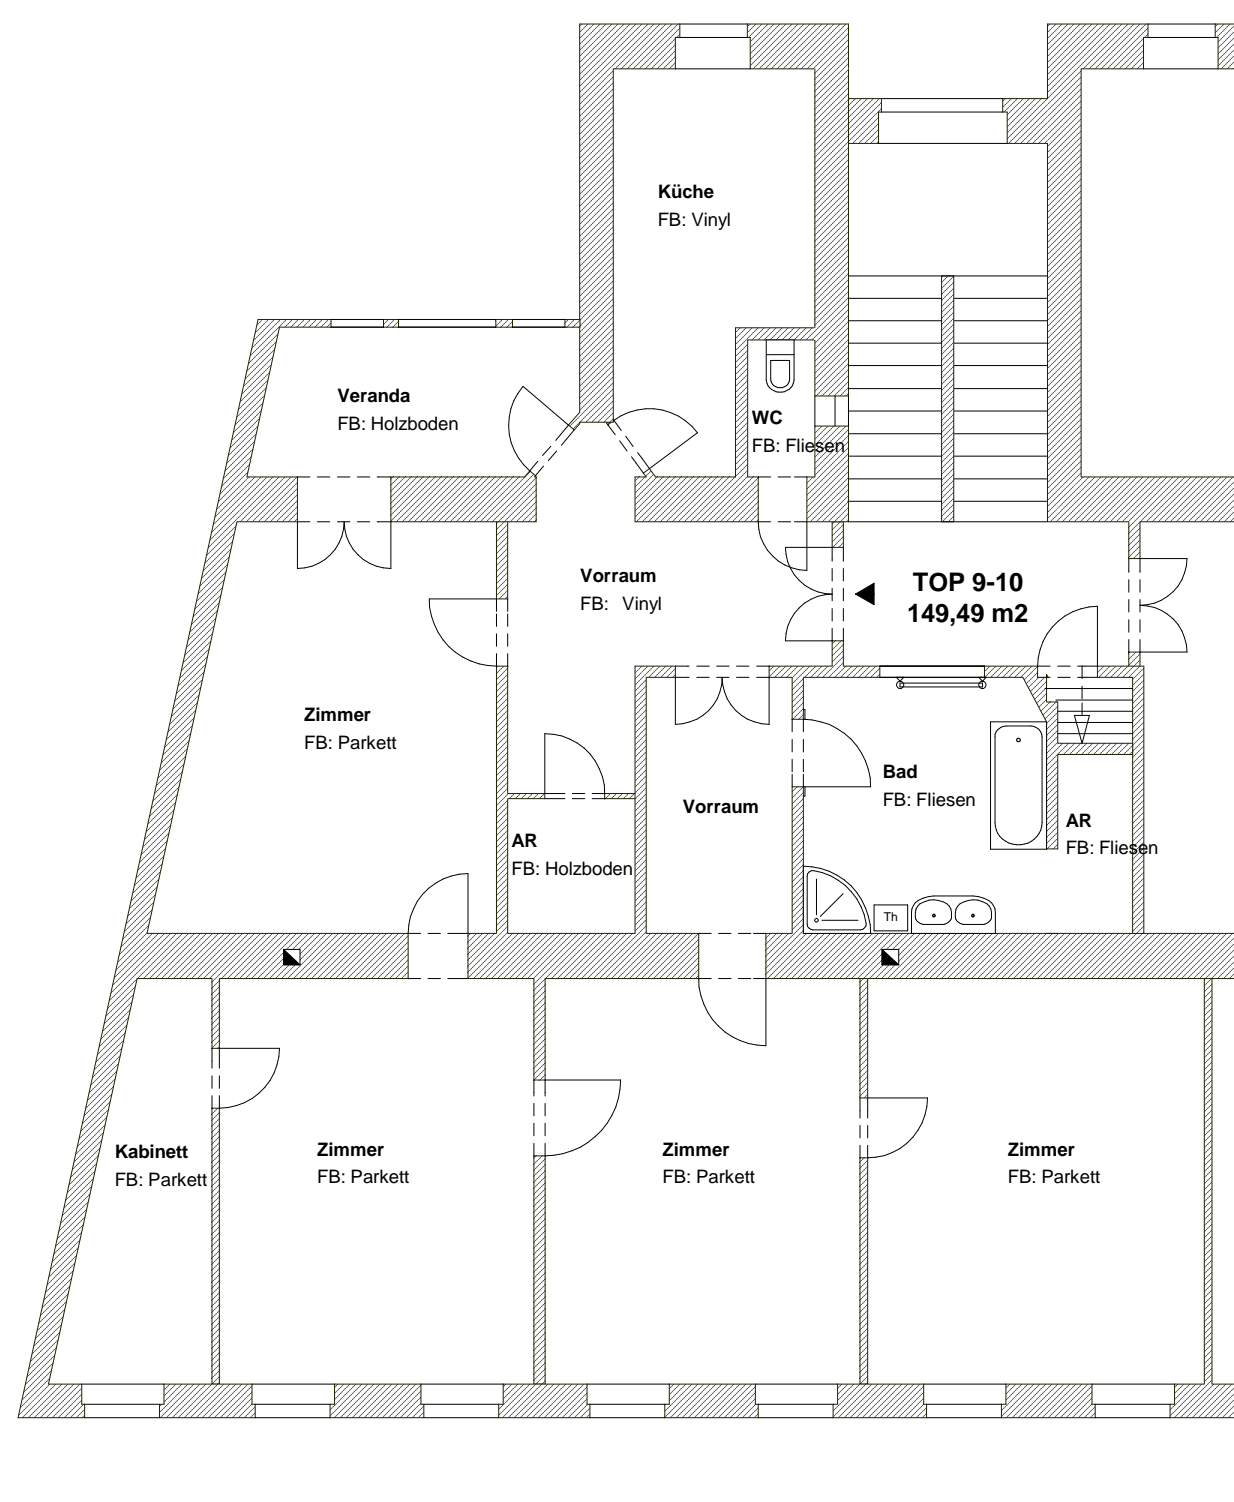 Küche
FB: Vinyl
Veranda
FB: Holzboden
WC
FB: Fliesen
Vorraum
FB: Vinyl
TOP 9-10
149,49 m2
Zimmer
FB: Parkett
Bad
FB: Fliesen
Vorraum
AR
FB: Holzboden
AR
FB: Fliesen
Th
Kabinett
FB: Parkett
Zimmer
FB: Parkett
Zimmer
FB: Parkett
Zimmer
FB: Parkett